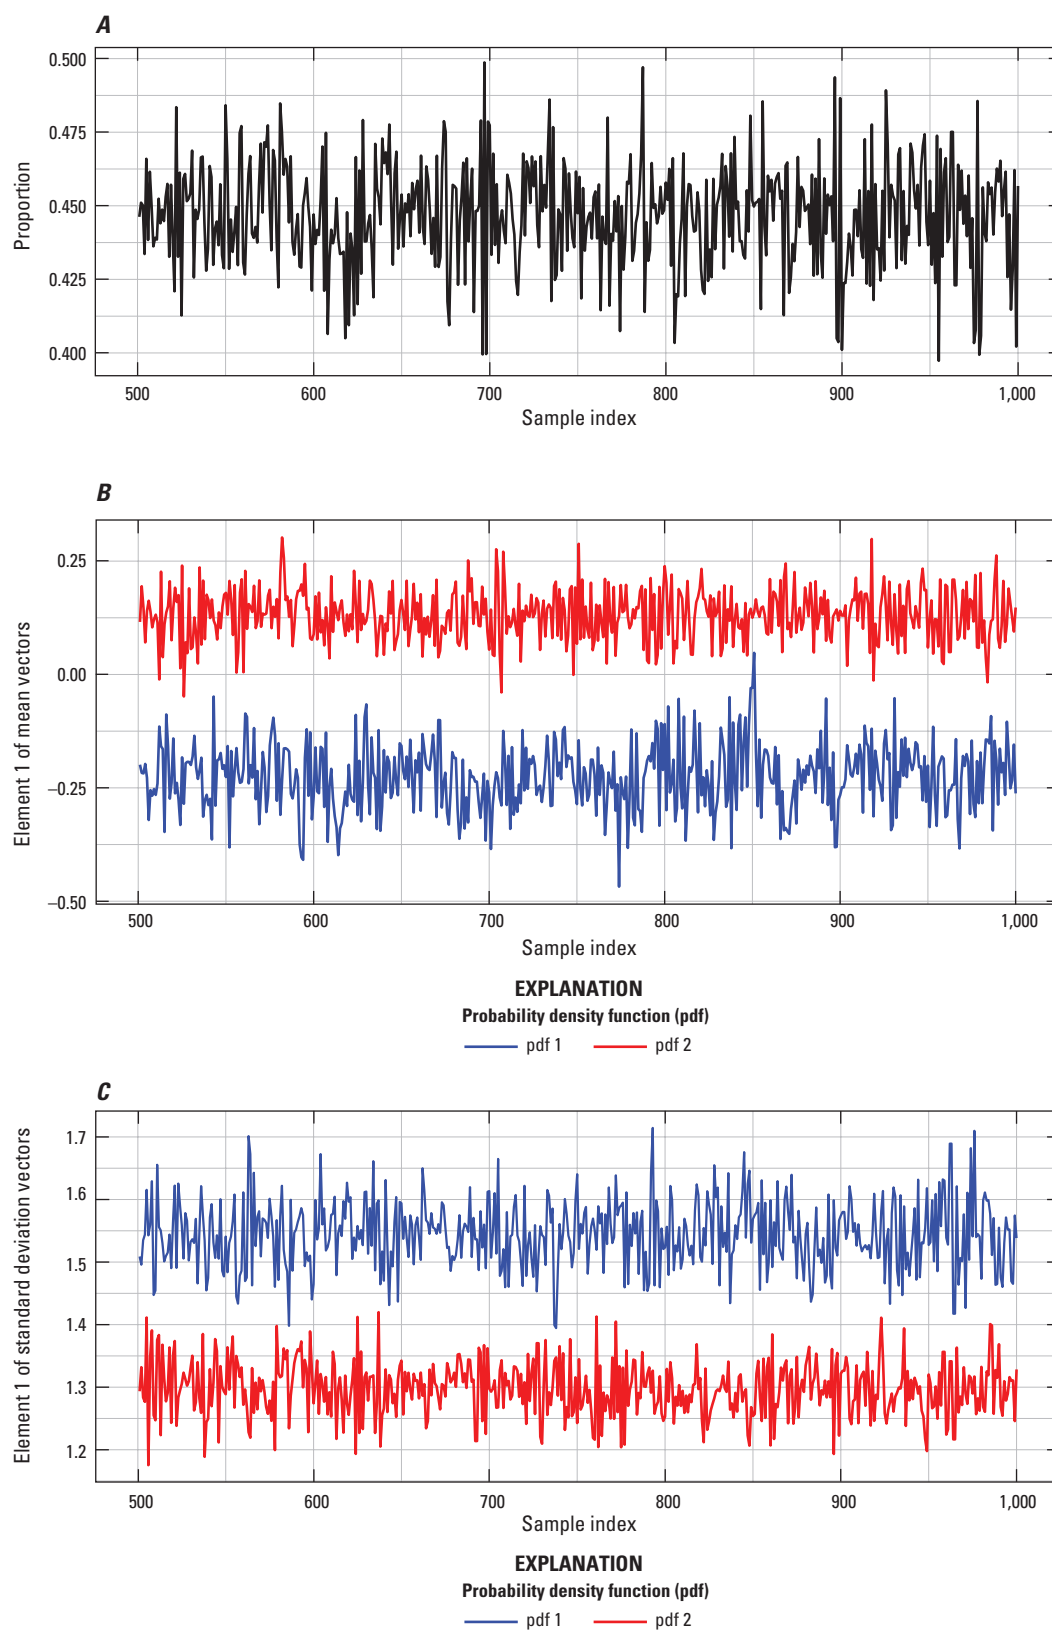 A
0.500
0.475
0.450
0.425
0.400
Proportion
500 600 700 800 900 1,000
Sample index
B
0.25
0.00
−0.25
−0.50
Element 1 of mean vectors
500 600 700 800 900 1,000
Sample index
EXPLANATION
Probability density function (pdf)
pdf 1 pdf 2
C
1.7
1.6
1.5
1.4
1.3
1.2
Element 1 of standard deviation vectors
500 600 700 800 900 1,000
Sample index
EXPLANATION
Probability density function (pdf)
pdf 1 pdf 2